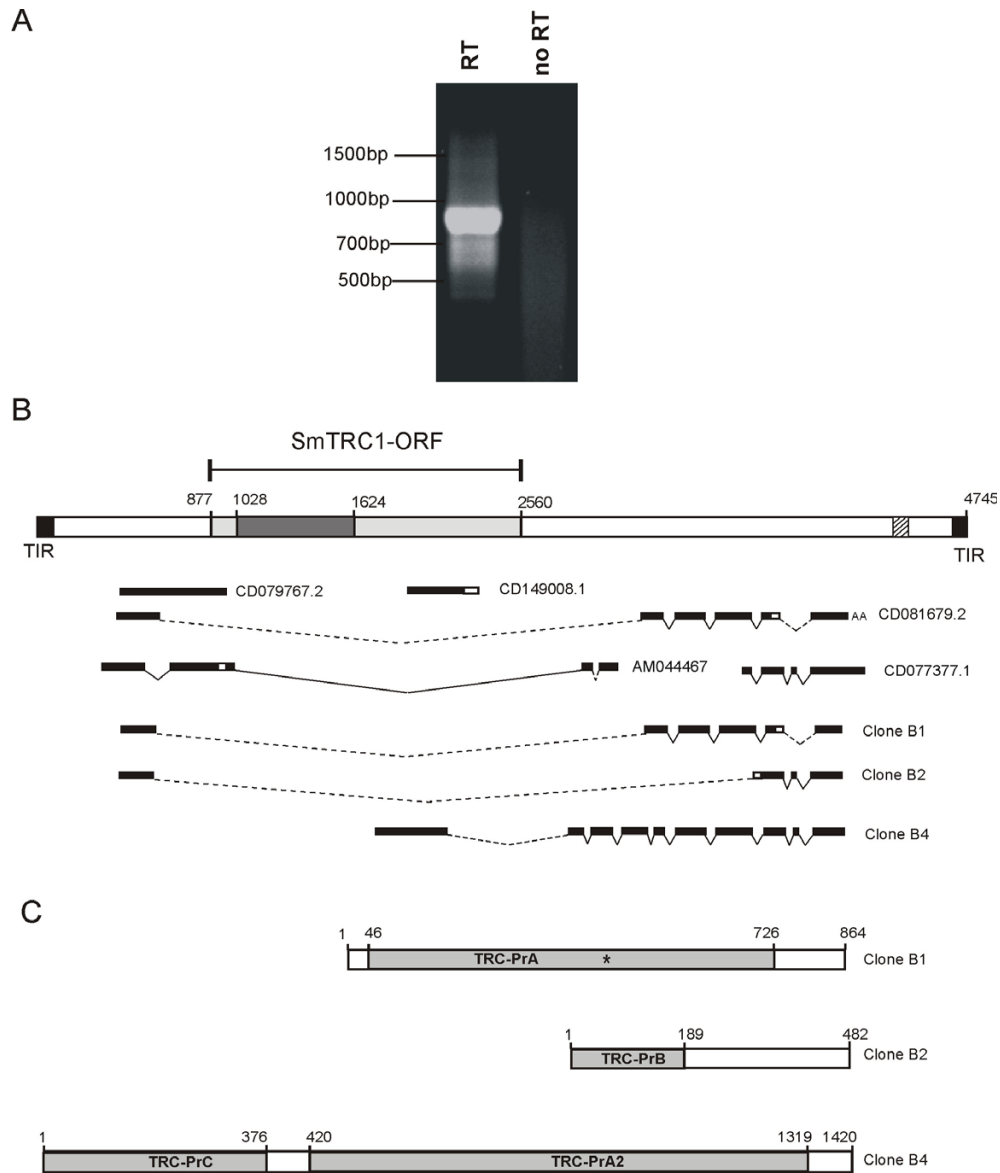 A
RT
no RT
1500bp
1000bp
700bp
500bp
B
SmTRC1-ORF
877 1028 1624 2560 4745
TIR TIR
CD079767.2 CD149008.1
AA CD081679.2
AM044467 CD077377.1
Clone B1
Clone B2
Clone B4
C
1 46 726 864
TRC-PrA * Clone B1
1 189 482
TRC-PrB Clone B2
1 376 420 1319 1420
TRC-PrC TRC-PrA2 Clone B4